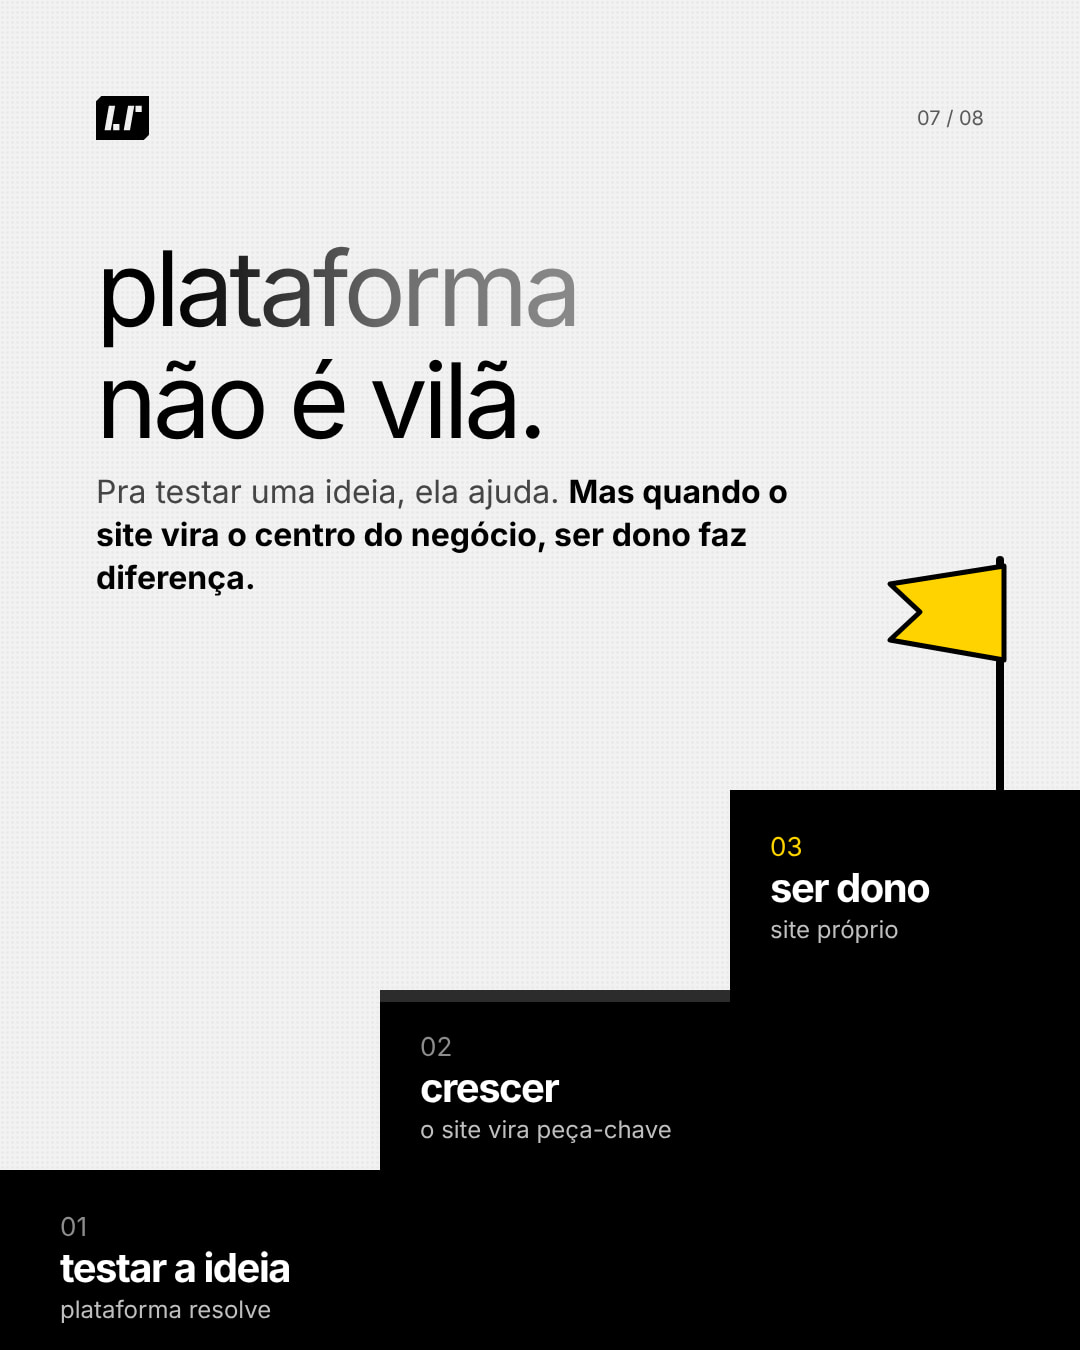 07 / 08
plataforma
não é vilã.
Pra testar uma ideia, ela ajuda. Mas quando o
site vira o centro do negócio, ser dono faz
diferença.
03
ser dono
site próprio
02
crescer
o site vira peça-chave
01
testar a ideia
plataforma resolve